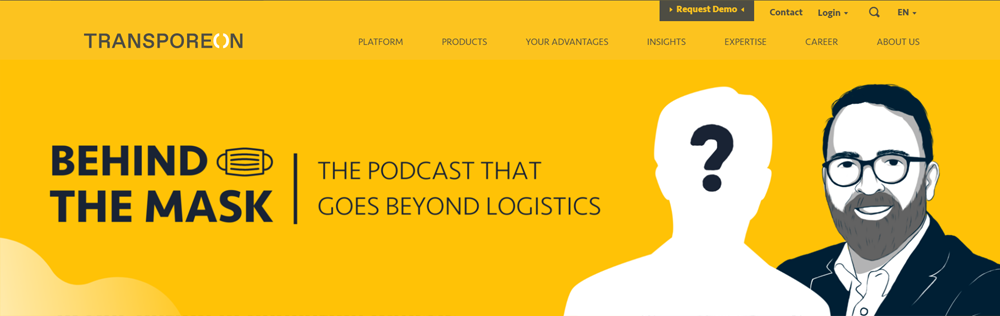 Request Demo
Contact
Login
EN
TRANSPOREON
PLATFORM
PRODUCTS
YOUR ADVANTAGES
INSIGHTS
EXPERTISE
CAREER
ABOUT US
BEHIND
THE MASK
THE PODCAST THAT
GOES BEYOND LOGISTICS
?